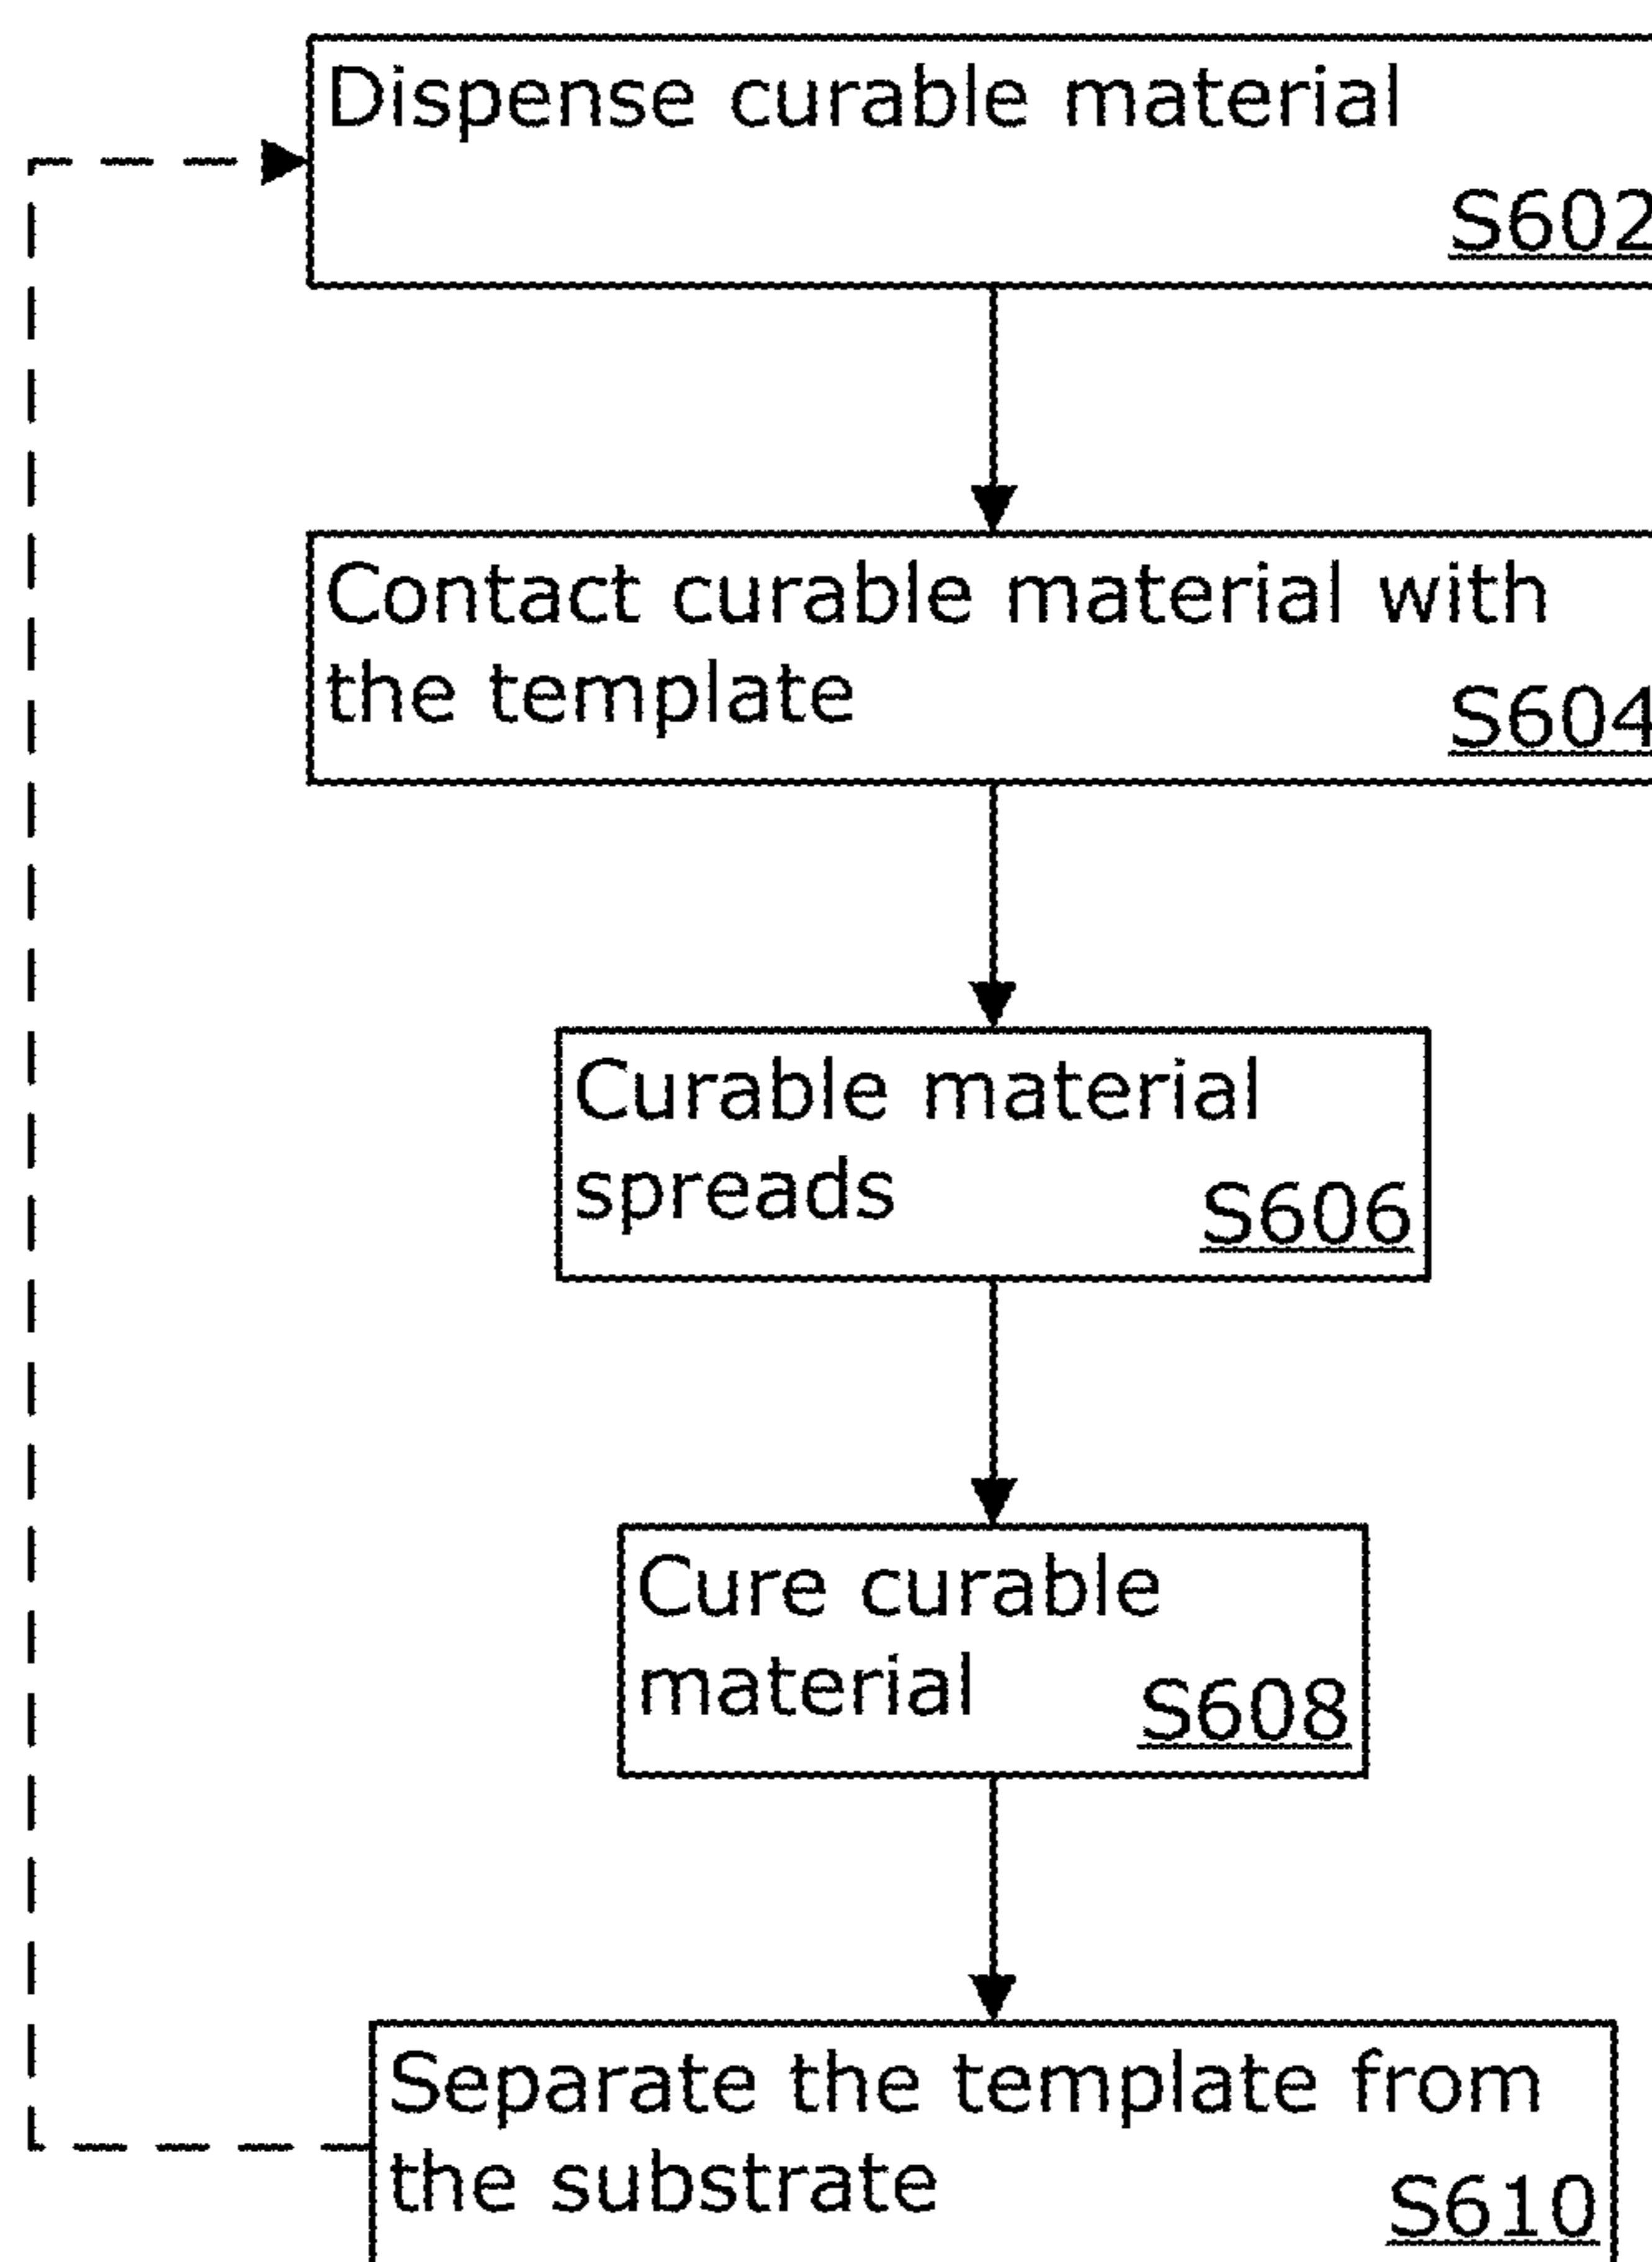 Dispense curable material
S602
Contact curable material with
the template
S604
Curable material
spreads
S606
Cure curable
material
S608
Separate the template from
the substrate
S610